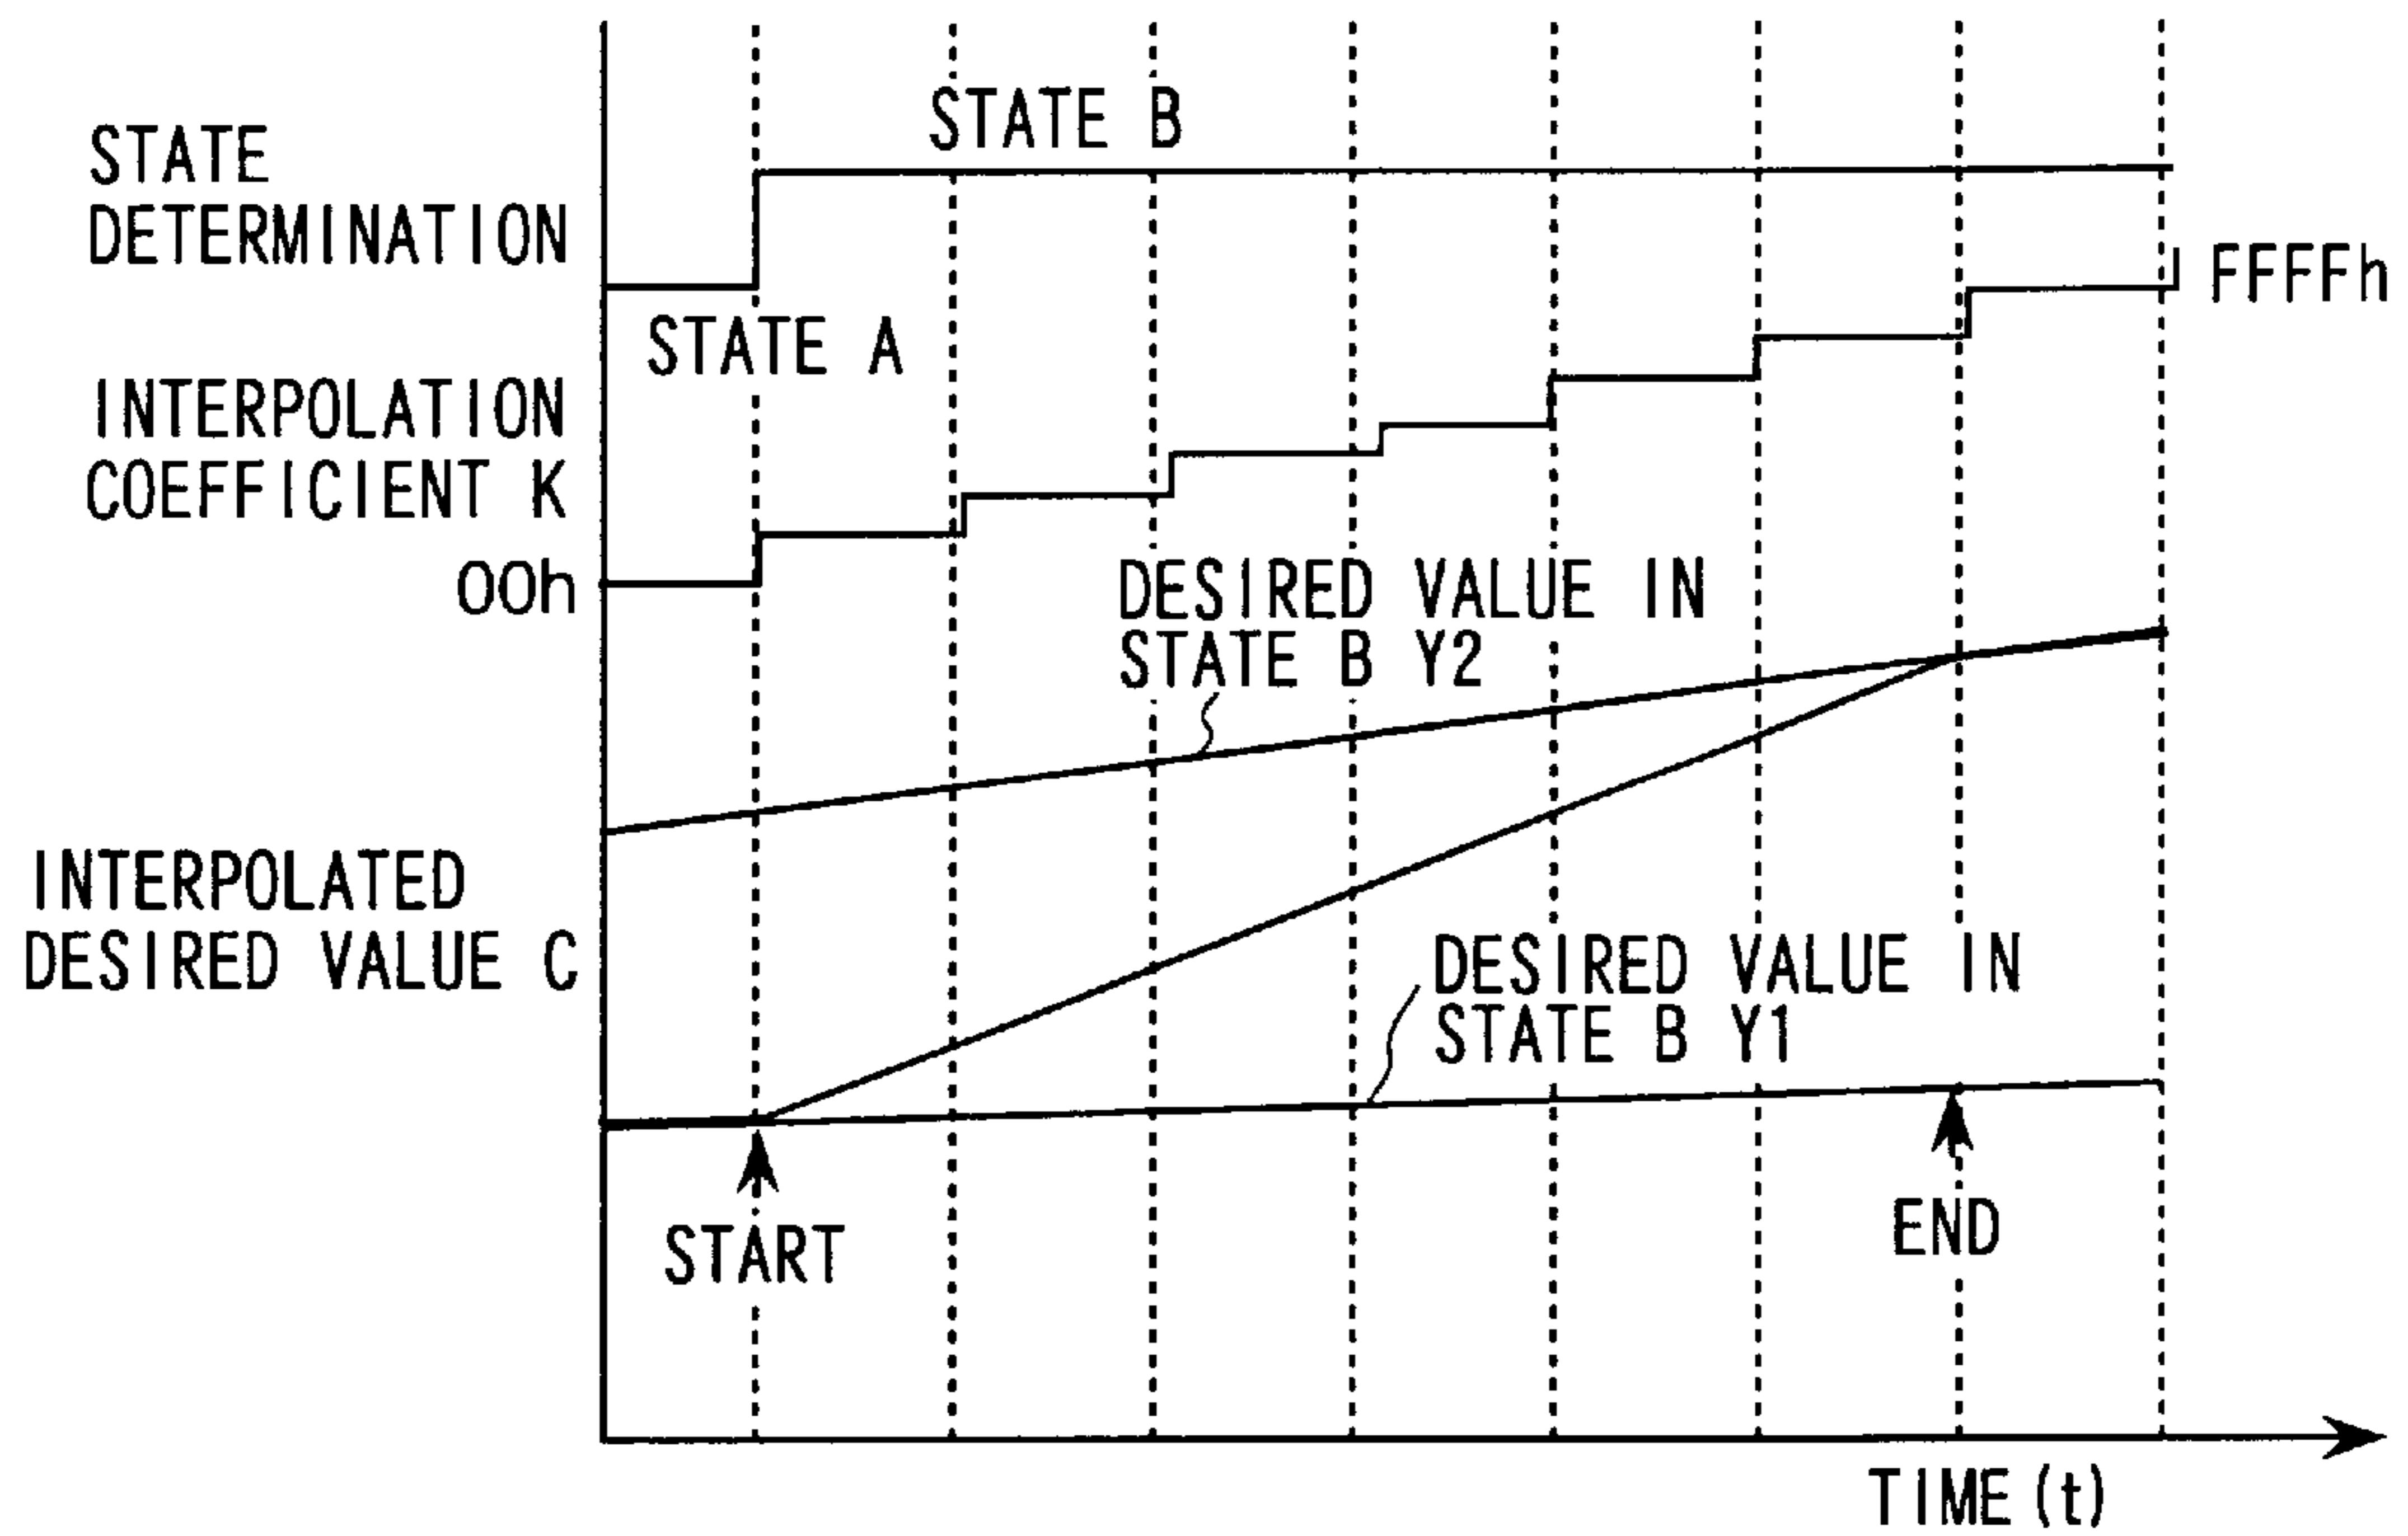 STATE B
STATE
DETERMINATION
FFFFh
STATE A
INTERPOLATION
COEFFICIENT K
00h
DESIRED VALUE IN
STATE B Y2
INTERPOLATED
DESIRED VALUE C
DESIRED VALUE IN
STATE B Y1
START
END
TIME (t)